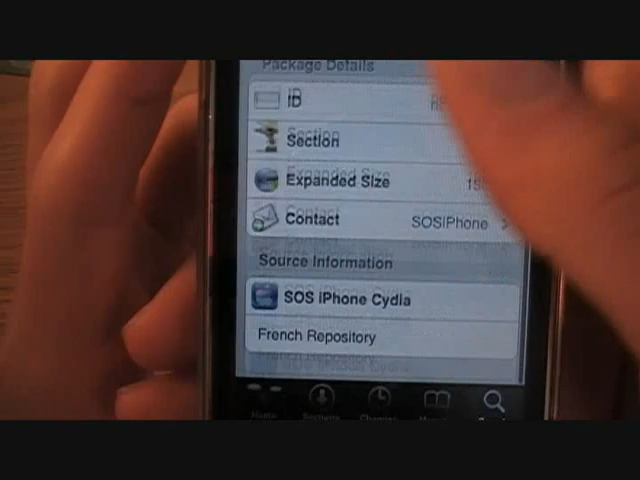 Package Details
ID
Section
Expanded Size
Contact SOSiPhone
Source Information
SOS iPhone Cydia
French Repository